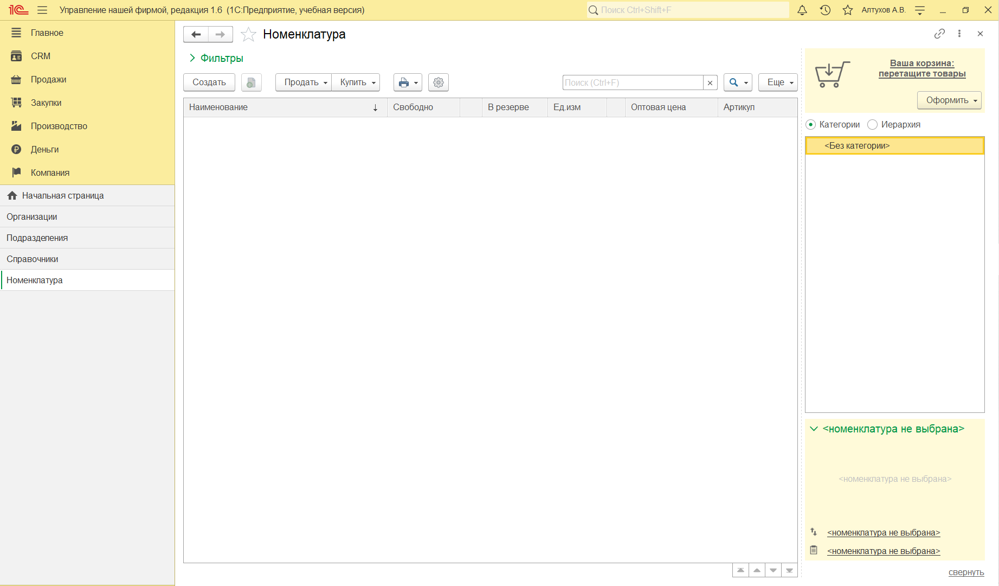 1С Управление нашей фирмой, редакция 1.6 (1С:Предприятие, учебная версия) Поиск Ctrl+Shift+F Алтухов А.В.
Главное
CRM
Продажи
Закупки
Производство
Деньги
Компания
Начальная страница
Организации
Подразделения
Справочники
Номенклатура
Номенклатура
Фильтры
Создать Продать Купить Поиск (Ctrl+F) Еще
Наименование Свободно В резерве Ед.изм Оптовая цена Артикул
Ваша корзина:
перетащите товары
Оформить
Категории Иерархия
<Без категории>
<номенклатура не выбрана>
<номенклатура не выбрана>
<номенклатура не выбрана>
<номенклатура не выбрана>
свернуть